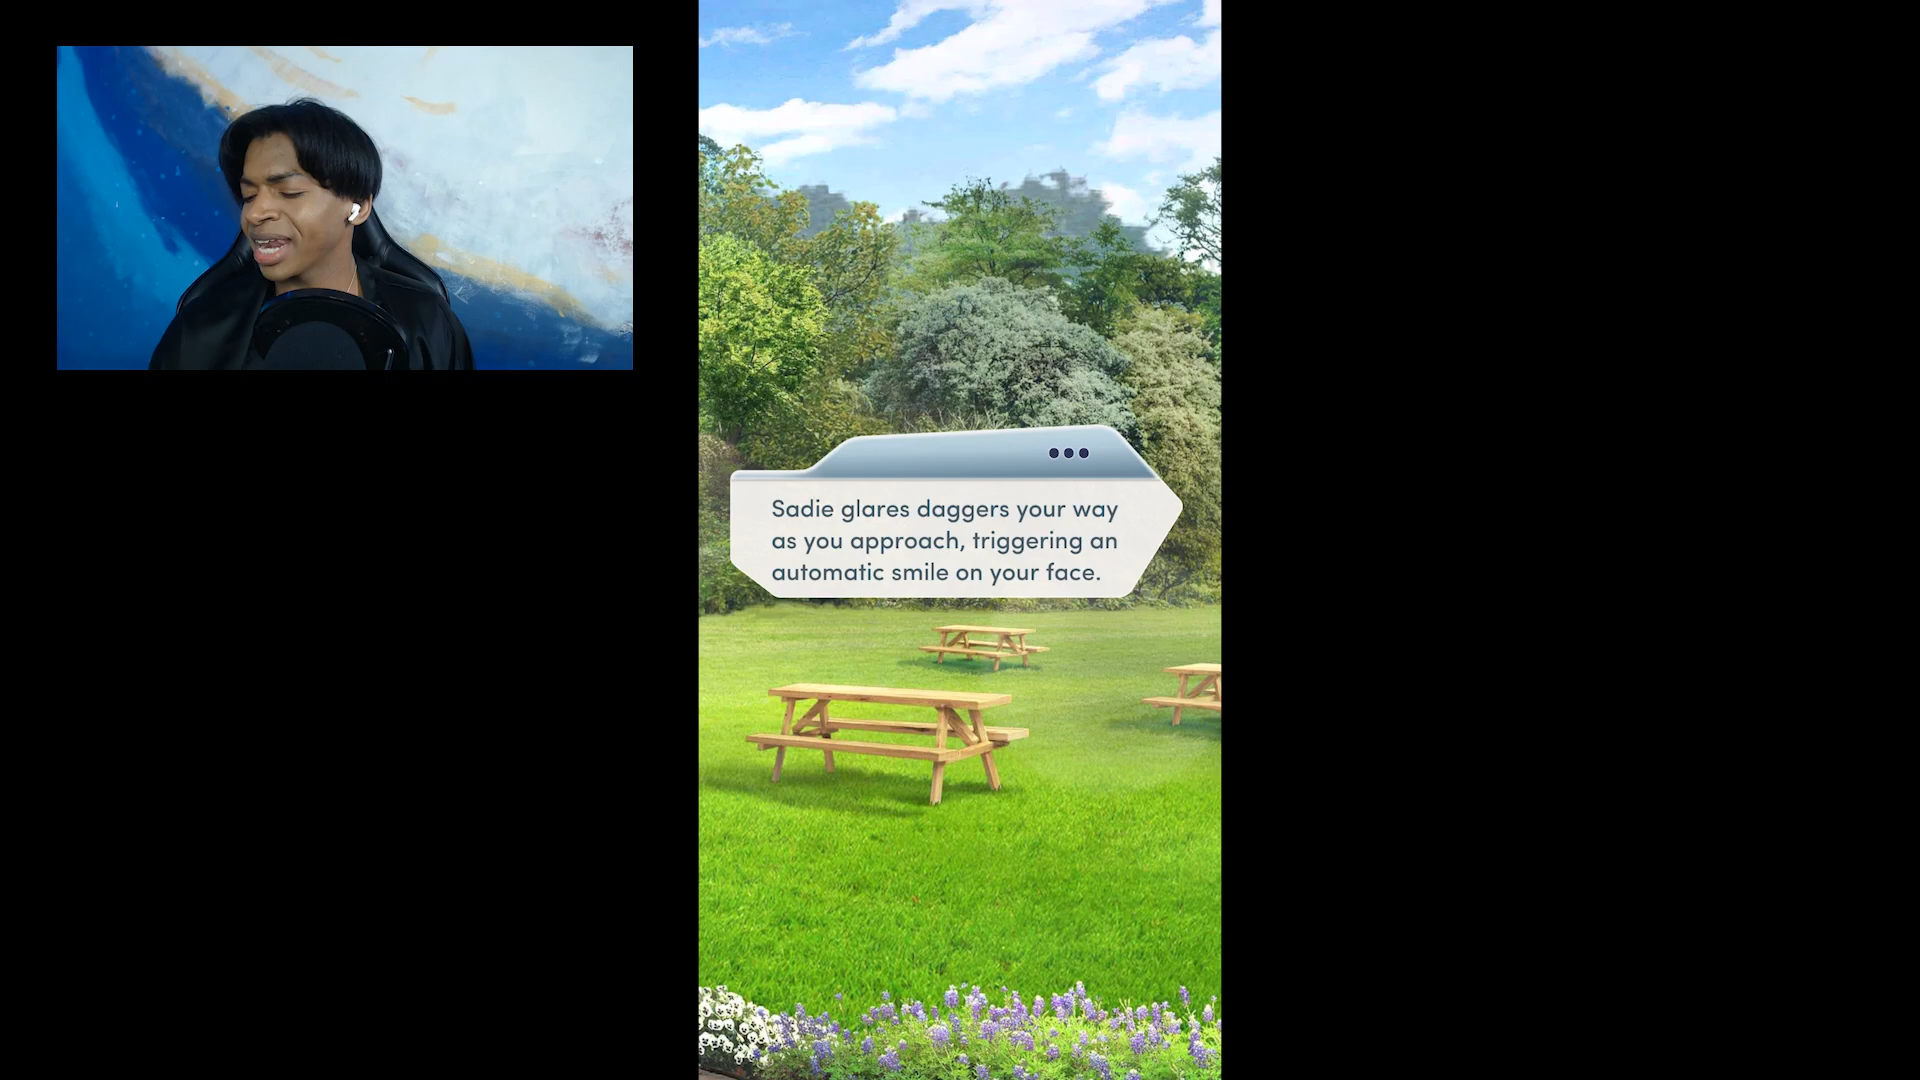 Sadie glares daggers your way
as you approach, triggering an
automatic smile on your face.